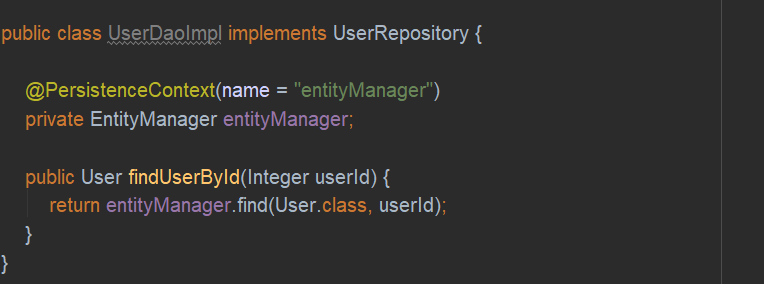 public class UserDaoImpl implements UserRepository {
@PersistenceContext(name = "entityManager")
private EntityManager entityManager;
public User findUserById(Integer userId) {
return entityManager.find(User.class, userId);
}
}